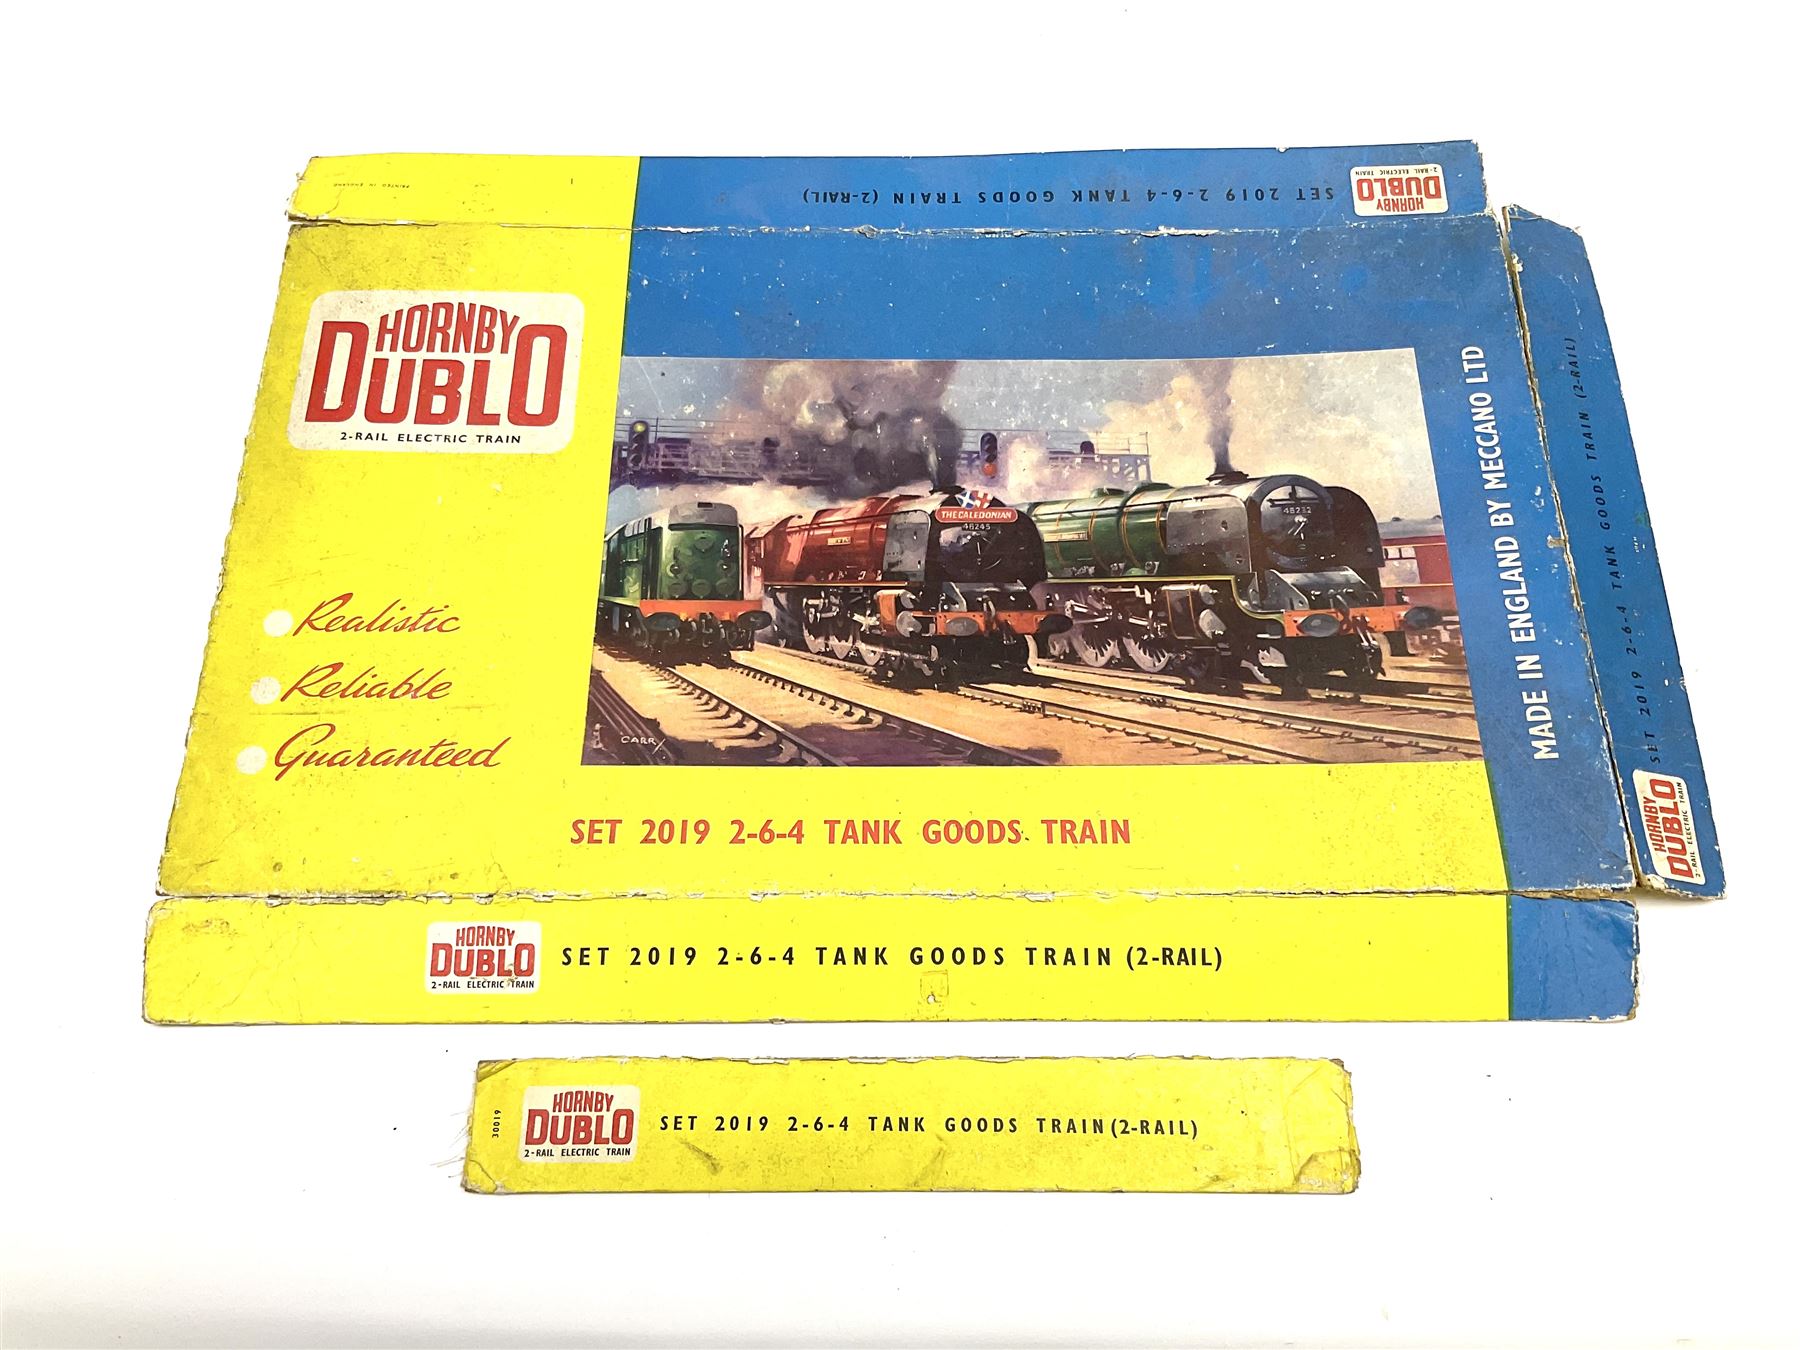 PRINTED IN ENGLAND
SET 2019 2-6-4 TANK GOODS TRAIN (2-RAIL)
HORNBY
DUBLO
2-RAIL ELECTRIC TRAIN
HORNBY
DUBLO
2-RAIL ELECTRIC TRAIN
Realistic
Reliable
Guaranteed
THE CALEDONIAN
46245
46232
CARRY
SET 2019 2-6-4 TANK GOODS TRAIN
MADE IN ENGLAND BY MECCANO LTD
HORNBY
DUBLO
2-RAIL ELECTRIC TRAIN
SET 2019 2-6-4 TANK GOODS TRAIN (2-RAIL)
HORNBY
DUBLO
2-RAIL ELECTRIC TRAIN
SET 2019 2-6-4 TANK GOODS TRAIN (2-RAIL)
30019
HORNBY
DUBLO
2-RAIL ELECTRIC TRAIN
SET 2019 2-6-4 TANK GOODS TRAIN (2-RAIL)